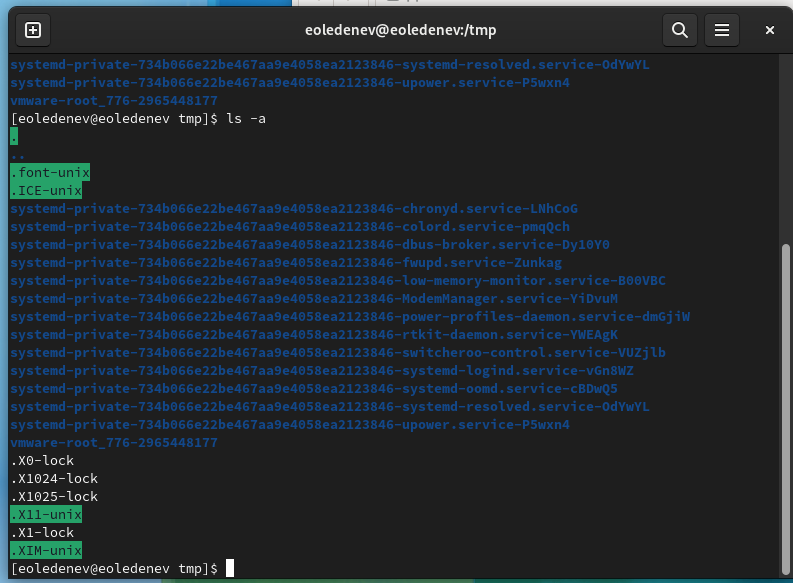 eoledenev@eoledenev:/tmp
systemd-private-734b066e22be467aa9e4058ea2123846-systemd-resolved.service-OdYwYL
systemd-private-734b066e22be467aa9e4058ea2123846-upower.service-P5wxn4
vmware-root_776-2965448177
[eoledenev@eoledenev tmp]$ ls -a
.
..
.font-unix
.ICE-unix
systemd-private-734b066e22be467aa9e4058ea2123846-chronyd.service-LNhCoG
systemd-private-734b066e22be467aa9e4058ea2123846-colord.service-pmqQch
systemd-private-734b066e22be467aa9e4058ea2123846-dbus-broker.service-Dy10Y0
systemd-private-734b066e22be467aa9e4058ea2123846-fwupd.service-Zunkag
systemd-private-734b066e22be467aa9e4058ea2123846-low-memory-monitor.service-B00VBC
systemd-private-734b066e22be467aa9e4058ea2123846-ModemManager.service-YiDvuM
systemd-private-734b066e22be467aa9e4058ea2123846-power-profiles-daemon.service-dmGjiW
systemd-private-734b066e22be467aa9e4058ea2123846-rtkit-daemon.service-YWEAgK
systemd-private-734b066e22be467aa9e4058ea2123846-switcheroo-control.service-VUZjlb
systemd-private-734b066e22be467aa9e4058ea2123846-systemd-logind.service-vGn8WZ
systemd-private-734b066e22be467aa9e4058ea2123846-systemd-oomd.service-cBDwQ5
systemd-private-734b066e22be467aa9e4058ea2123846-systemd-resolved.service-OdYwYL
systemd-private-734b066e22be467aa9e4058ea2123846-upower.service-P5wxn4
vmware-root_776-2965448177
.X0-lock
.X1024-lock
.X1025-lock
.X11-unix
.X1-lock
.XIM-unix
[eoledenev@eoledenev tmp]$